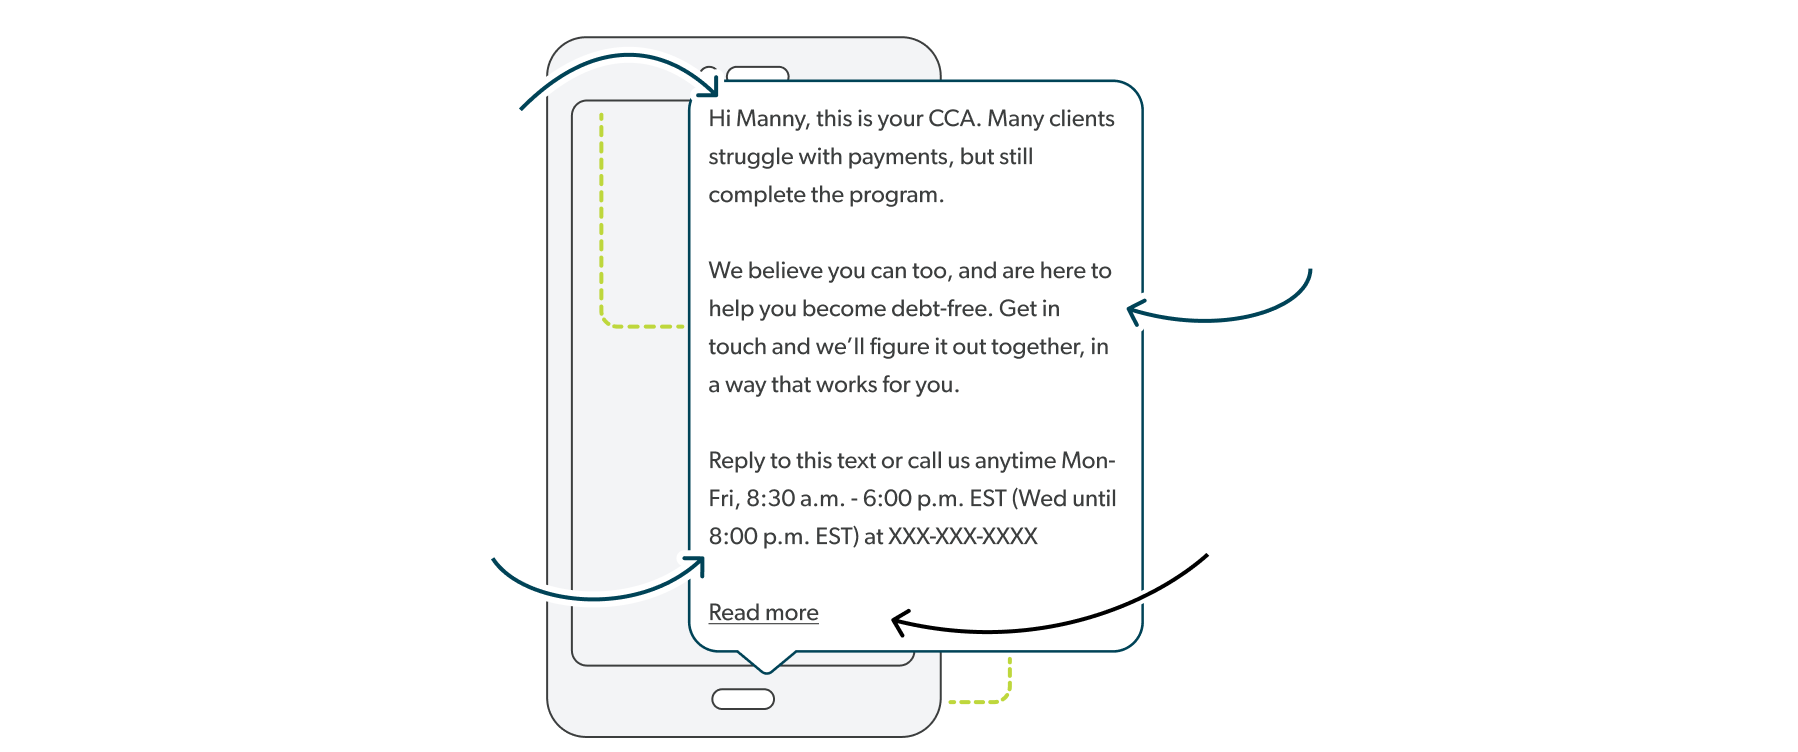 Hi Manny, this is your CCA. Many clients
struggle with payments, but still
complete the program.
We believe you can too, and are here to
help you become debt-free. Get in
touch and we’ll figure it out together, in
a way that works for you.
Reply to this text or call us anytime Mon-
Fri, 8:30 a.m. - 6:00 p.m. EST (Wed until
8:00 p.m. EST) at XXX-XXX-XXXX
Read more